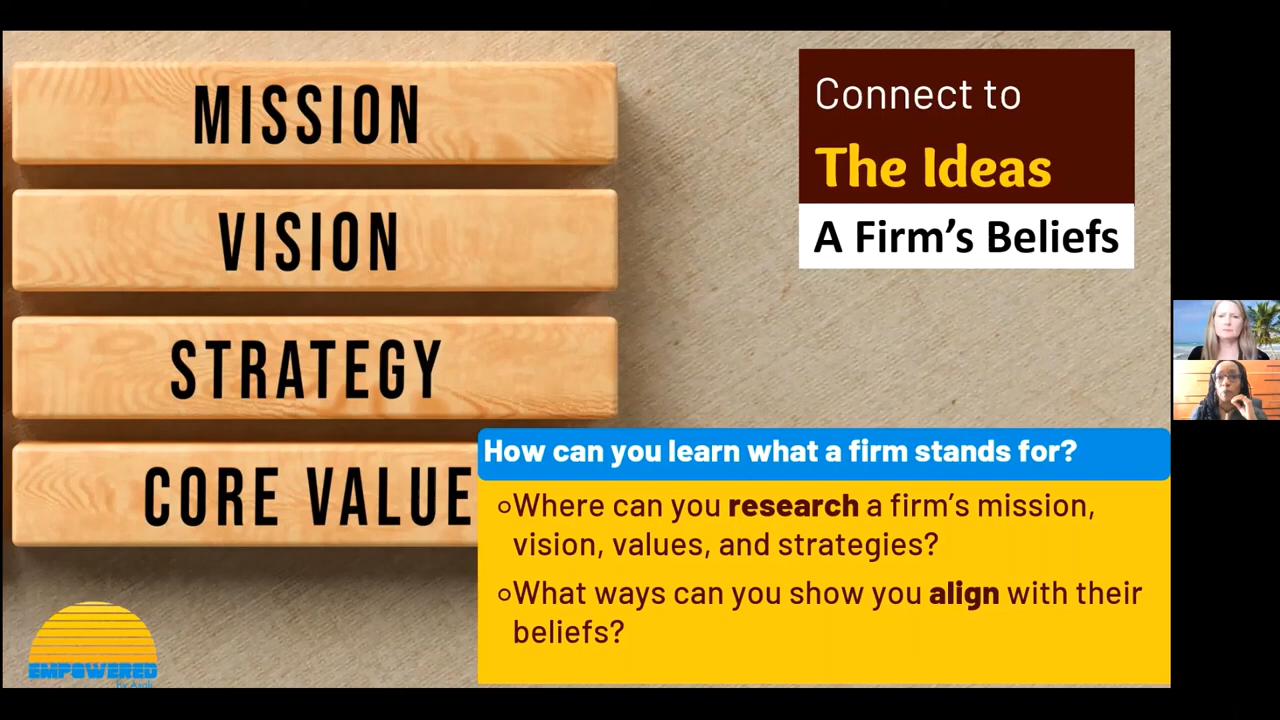 MISSION
VISION
STRATEGY
CORE VALUE
Connect to
The Ideas
A Firm's Beliefs
How can you learn what a firm stands for?
Where can you research a firm's mission,
vision, values, and strategies?
What ways can you show you align with their
beliefs?
EMPOWERED